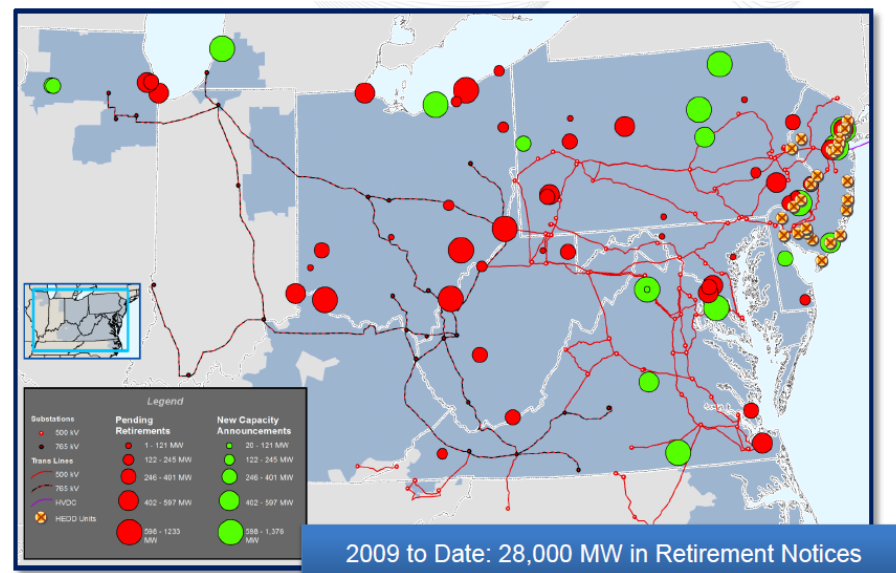 Legend
Substations
500 kV
765 kV
Trans Lines
500 kV
765 kV
HVDC
HEDD Units
Pending
Retirements
1 - 121 MW
122 - 245 MW
246 - 401 MW
402 - 597 MW
598 - 1233
MW
New Capacity
Announcements
20 - 121 MW
122 - 245 MW
246 - 401 MW
402 - 597 MW
598 - 1,376
MW
2009 to Date: 28,000 MW in Retirement Notices